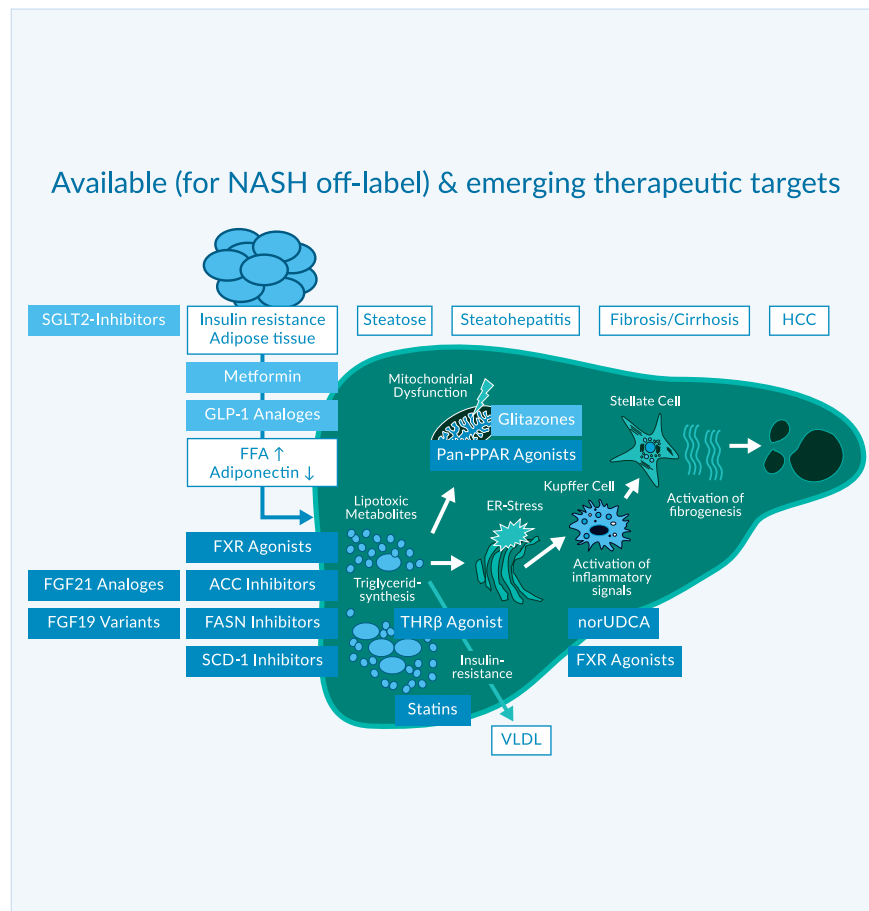 Available (for NASH off-label) & emerging therapeutic targets
SGLT2-Inhibitors
Insulin resistance
Adipose tissue
Steatose
Steatohepatitis
Fibrosis/Cirrhosis
HCC
Metformin
GLP-1 Analoges
FFA ↑
Adiponectin ↓
Mitochondrial
Dysfunction
Glitazones
Pan-PPAR Agonists
Stellate Cell
Activation of
fibrogenesis
Lipotoxic
Metabolites
ER-Stress
Kupffer Cell
Activation of
inflammatory
signals
Triglycerid-
synthesis
FXR Agonists
FGF21 Analoges
ACC Inhibitors
FGF19 Variants
FASN Inhibitors
SCD-1 Inhibitors
THRβ Agonist
norUDCA
FXR Agonists
Insulin-
resistance
Statins
VLDL